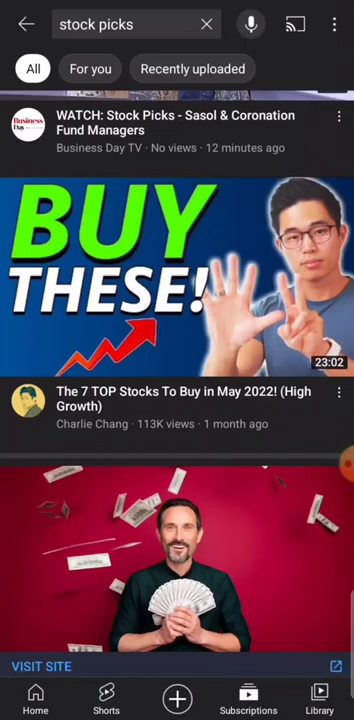 stock picks
All
For you
Recently uploaded
Business
Day TV
WATCH: Stock Picks - Sasol & Coronation
Fund Managers
Business Day TV · No views · 12 minutes ago
BUY
THESE!
23:02
The 7 TOP Stocks To Buy in May 2022! (High
Growth)
Charlie Chang · 113K views · 1 month ago
VISIT SITE
Home
Shorts
Subscriptions
Library